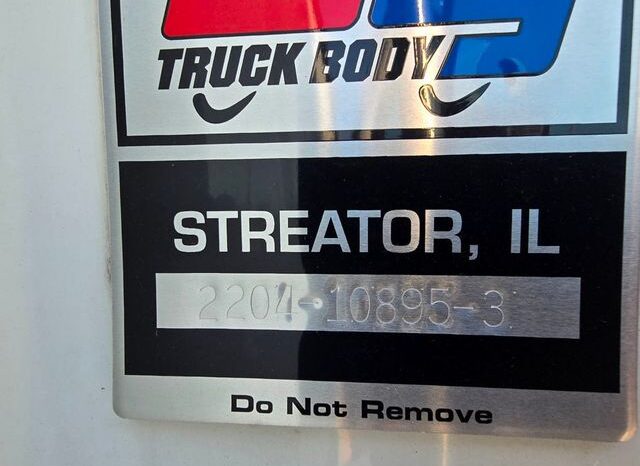 TRUCK BODY
STREATOR, IL
2204-10895-3
Do Not Remove